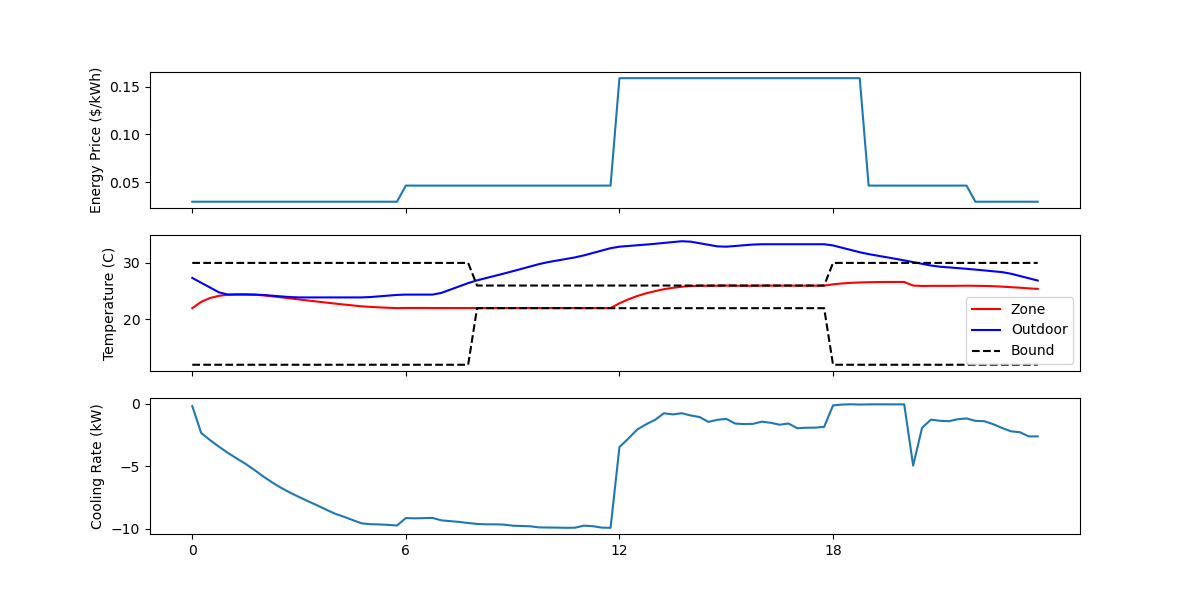 Energy Price ($/kWh)
0.15
0.10
0.05
Temperature (C)
30
20
Zone
Outdoor
Bound
Cooling Rate (kW)
0
−5
−10
0 6 12 18